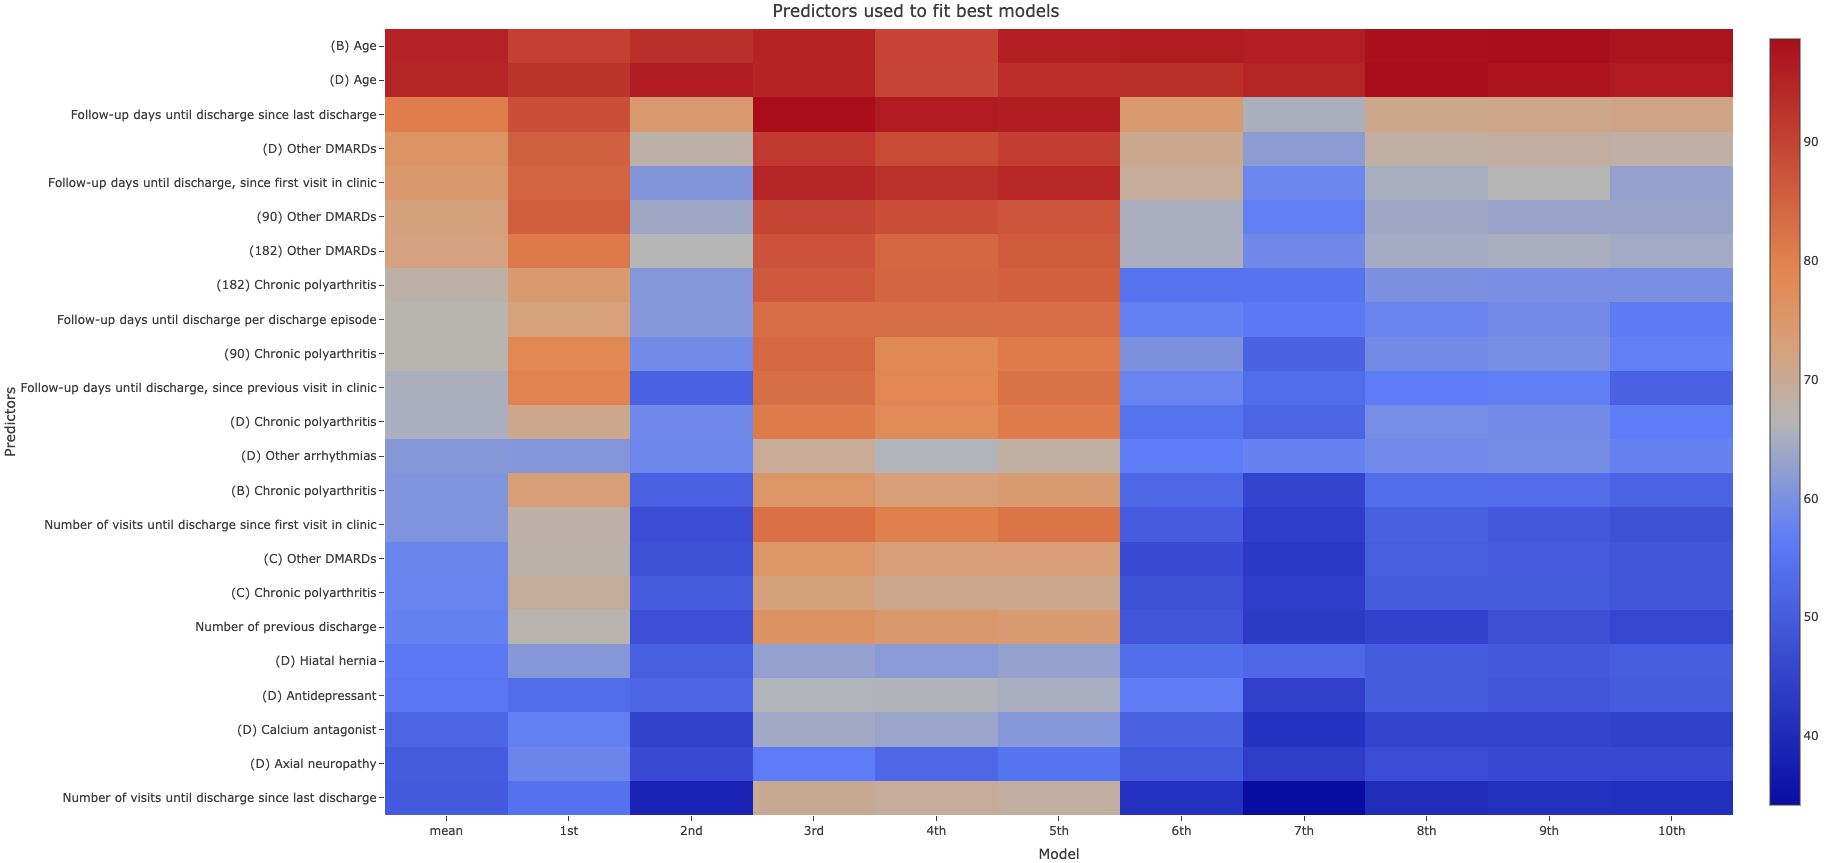 Predictors used to fit best models
(B) Age
(D) Age
Follow-up days until discharge since last discharge
(D) Other DMARDs
Follow-up days until discharge, since first visit in clinic
(90) Other DMARDs
(182) Other DMARDs
(182) Chronic polyarthritis
Follow-up days until discharge per discharge episode
(90) Chronic polyarthritis
Follow-up days until discharge, since previous visit in clinic
(D) Chronic polyarthritis
(D) Other arrhythmias
(B) Chronic polyarthritis
Number of visits until discharge since first visit in clinic
(C) Other DMARDs
(C) Chronic polyarthritis
Number of previous discharge
(D) Hiatal hernia
(D) Antidepressant
(D) Calcium antagonist
(D) Axial neuropathy
Number of visits until discharge since last discharge
Predictors
mean 1st 2nd 3rd 4th 5th 6th 7th 8th 9th 10th
Model
90
80
70
60
50
40